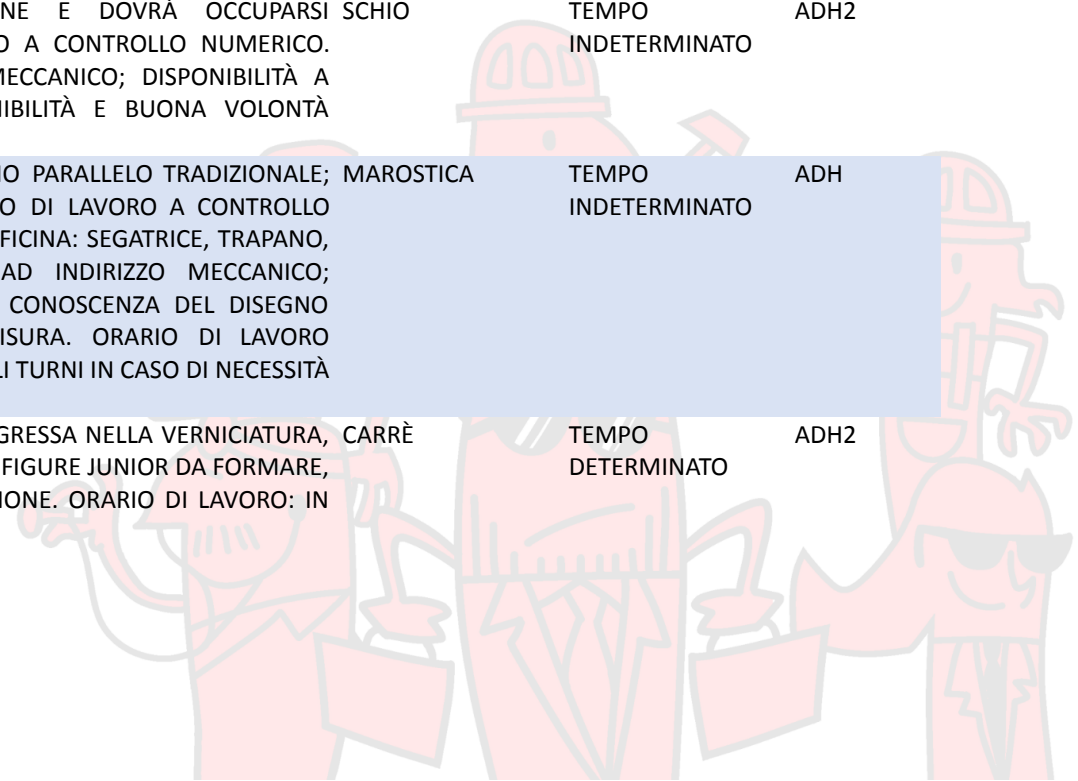 NE E DOVRÀ OCCUPARSI SCHIO TEMPO ADH2
O A CONTROLLO NUMERICO. INDETERMINATO
MECCANICO; DISPONIBILITÀ A
NIBILITÀ E BUONA VOLONTÀ
NO PARALLELO TRADIZIONALE; MAROSTICA TEMPO ADH
O DI LAVORO A CONTROLLO INDETERMINATO
FICINA: SEGATRICE, TRAPANO,
AD INDIRIZZO MECCANICO;
CONOSCENZA DEL DISEGNO
ISURA. ORARIO DI LAVORO
LI TURNI IN CASO DI NECESSITÀ
GRESSA NELLA VERNICIATURA, CARRÈ TEMPO ADH2
FIGURE JUNIOR DA FORMARE, DETERMINATO
IONE. ORARIO DI LAVORO: IN